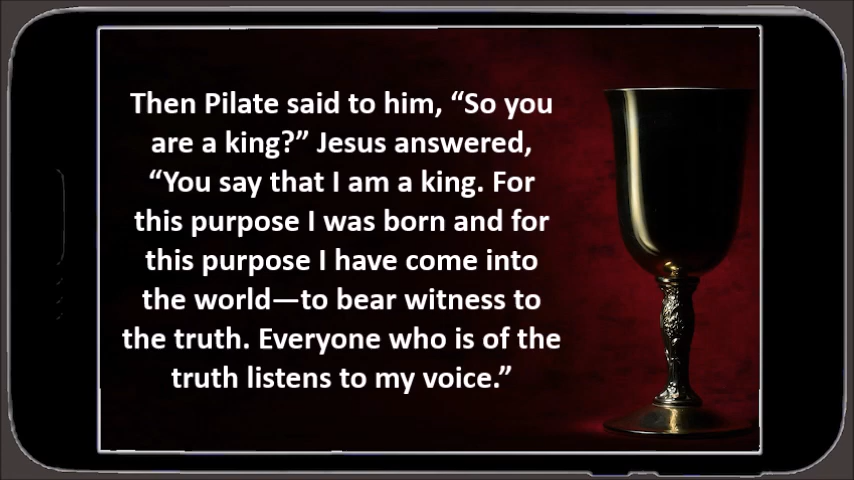 Then Pilate said to him, “So you
are a king?” Jesus answered,
“You say that I am a king. For
this purpose I was born and for
this purpose I have come into
the world—to bear witness to
the truth. Everyone who is of the
truth listens to my voice.”